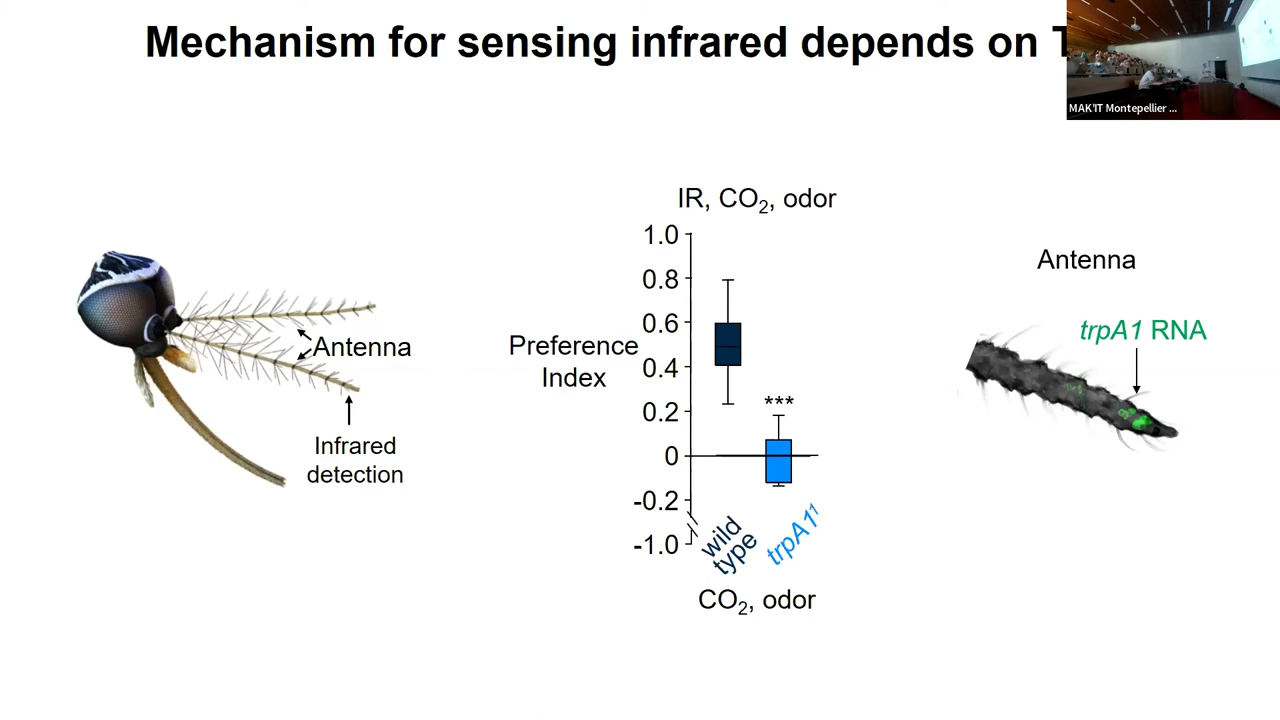 Mechanism for sensing infrared depends on
MAK'IT Montepellier ...
Antenna
Infrared
detection
IR, CO₂, odor
Preference
Index
1.0
0.8
0.6
0.4
0.2
0
-0.2
-1.0
***
wild
type
trpA1¹
CO₂, odor
Antenna
trpA1 RNA